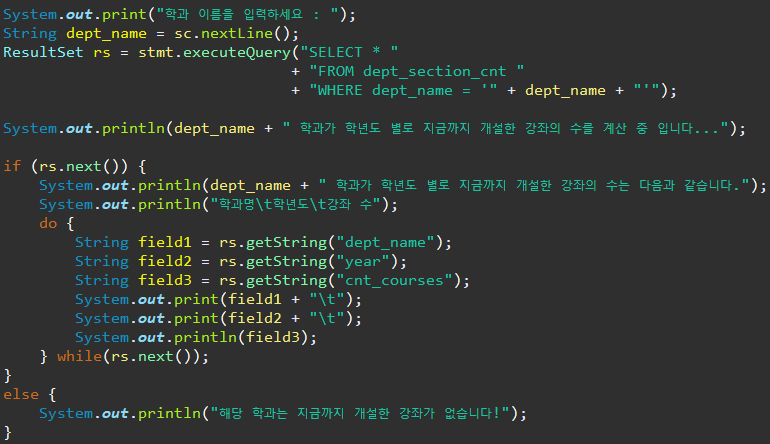 System.out.print("학과 이름을 입력하세요 : ");
String dept_name = sc.nextLine();
ResultSet rs = stmt.executeQuery("SELECT * "
+ "FROM dept_section_cnt "
+ "WHERE dept_name = '" + dept_name + "'");
System.out.println(dept_name + " 학과가 학년도 별로 지금까지 개설한 강좌의 수를 계산 중 입니다...");
if (rs.next()) {
System.out.println(dept_name + " 학과가 학년도 별로 지금까지 개설한 강좌의 수는 다음과 같습니다.");
System.out.println("학과명\t학년도\t강좌 수");
do {
String field1 = rs.getString("dept_name");
String field2 = rs.getString("year");
String field3 = rs.getString("cnt_courses");
System.out.print(field1 + "\t");
System.out.print(field2 + "\t");
System.out.println(field3);
} while(rs.next());
}
else {
System.out.println("해당 학과는 지금까지 개설한 강좌가 없습니다!");
}